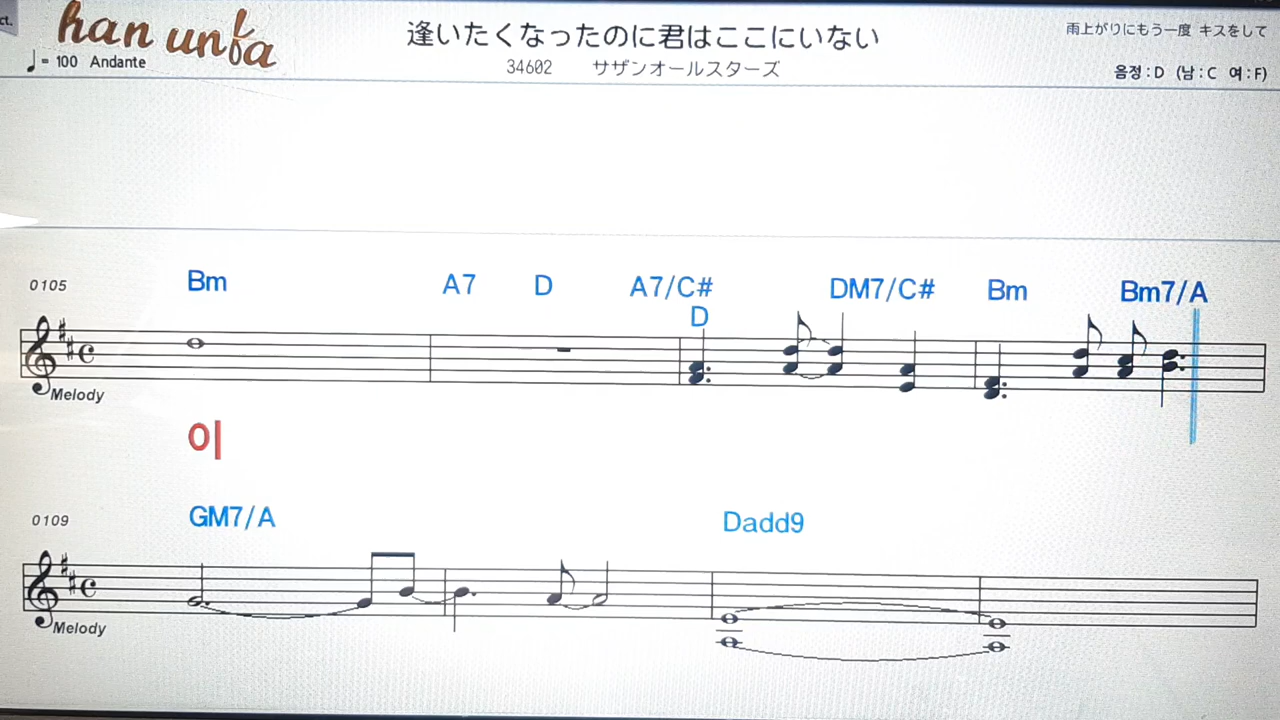 ct.
han unba
逢いたくなったのに君はここにいない
雨上がりにもう一度 キスをして
♩= 100 Andante
34602 サザンオールスターズ
음정:D (남:C 여:F)
0105 Bm A7 D A7/C# DM7/C# Bm Bm7/A
D
Melody
이
0109 GM7/A Dadd9
Melody